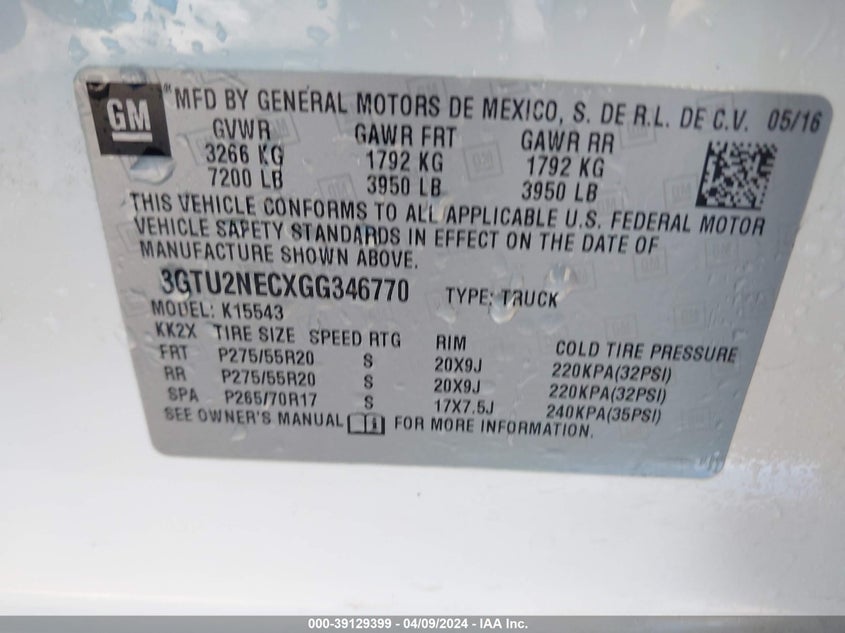 GM
MFD BY GENERAL MOTORS DE MEXICO, S. DE R.L. DE C.V. 05/16
GVWR GAWR FRT GAWR RR
3266 KG 1792 KG 1792 KG
7200 LB 3950 LB 3950 LB
THIS VEHICLE CONFORMS TO ALL APPLICABLE U.S. FEDERAL MOTOR
VEHICLE SAFETY STANDARDS IN EFFECT ON THE DATE OF
MANUFACTURE SHOWN ABOVE.
3GTU2NECXGG346770 TYPE: TRUCK
MODEL: K15543
KK2X TIRE SIZE SPEED RTG RIM COLD TIRE PRESSURE
FRT P275/55R20 S 20X9J 220KPA(32PSI)
RR P275/55R20 S 20X9J 220KPA(32PSI)
SPA P265/70R17 S 17X7.5J 240KPA(35PSI)
SEE OWNER'S MANUAL FOR MORE INFORMATION.
000-39129399 - 04/09/2024 - IAA Inc.